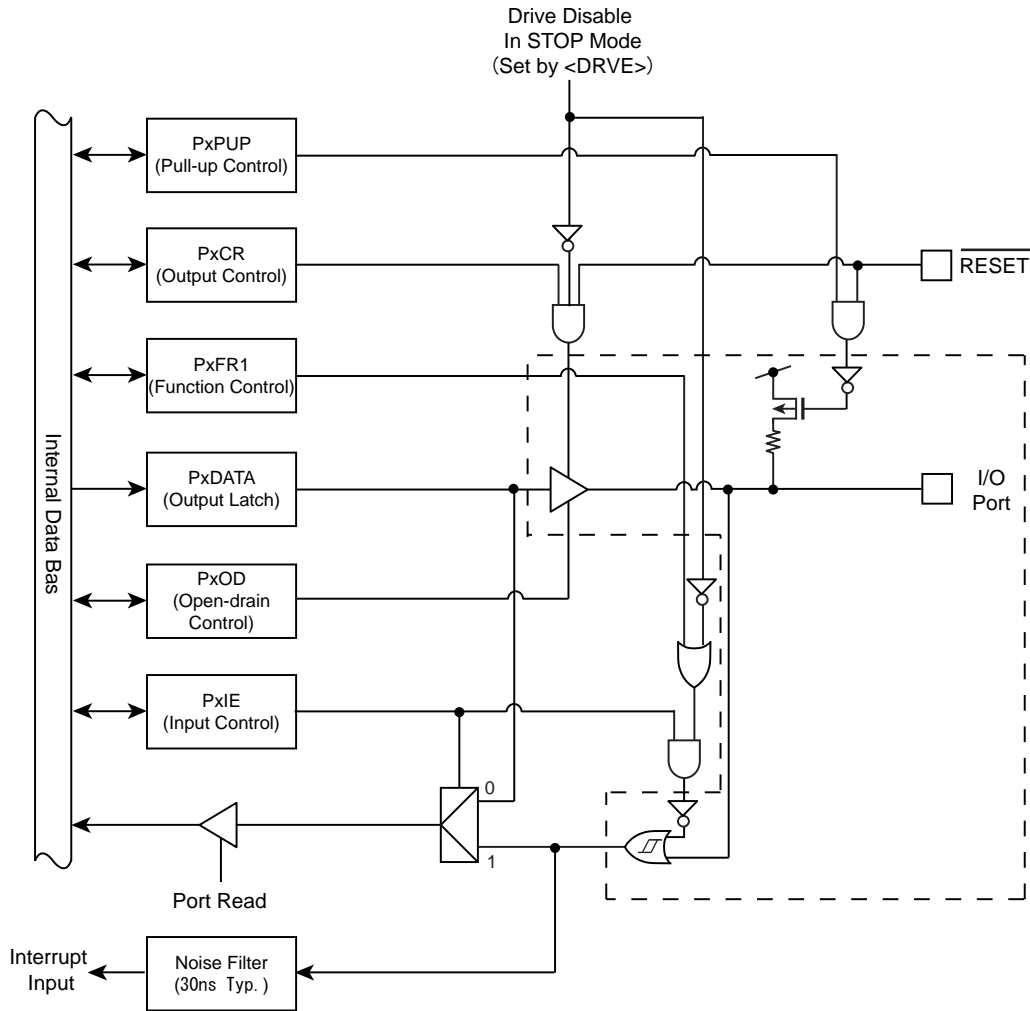 Drive Disable
In STOP Mode
(Set by <DRVE>)
PxPUP
(Pull-up Control)
PxCR
(Output Control)
RESET
PxFR1
(Function Control)
Internal Data Bas
PxDATA
(Output Latch)
I/O
Port
PxOD
(Open-drain
Control)
PxIE
(Input Control)
0
1
Port Read
Interrupt
Input
Noise Filter
(30ns Typ.)